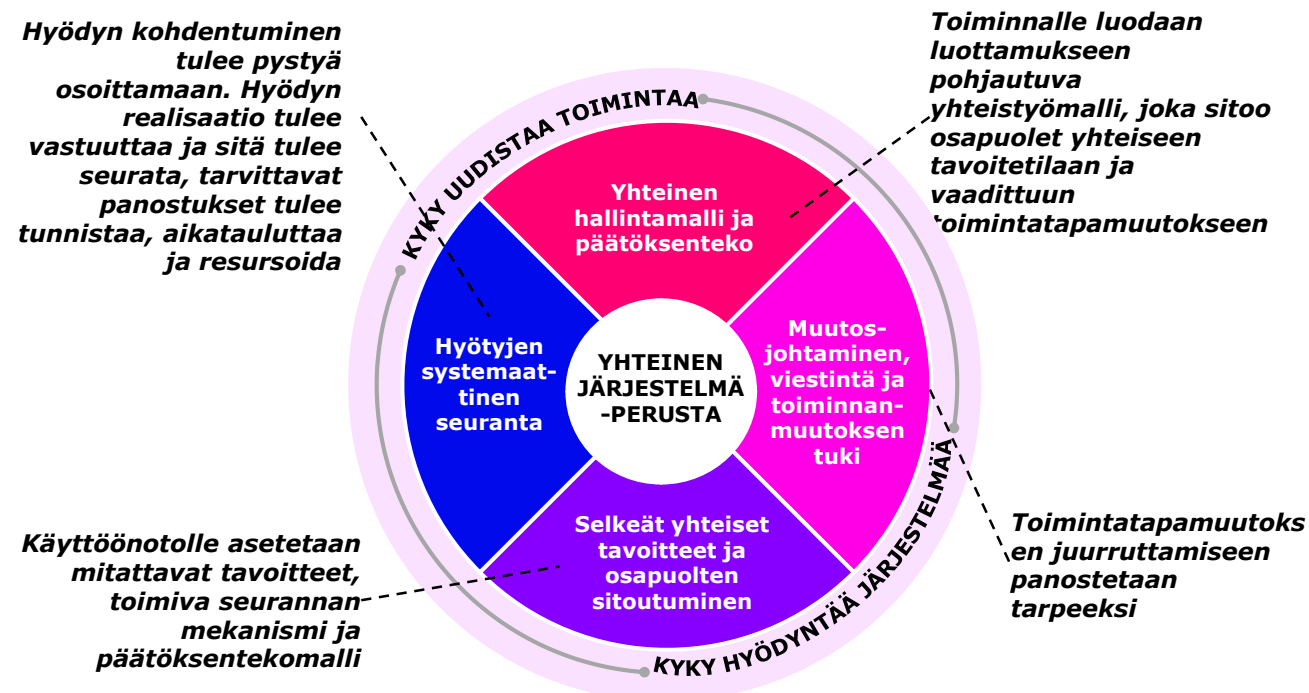 Hyödyn kohdentuminen
tulee pystyä
osoittamaan. Hyödyn
realisaatio tulee
vastuuttaa ja sitä tulee
seurata, tarvittavat
panostukset tulee
tunnistaa, aikatauluttaa
ja resursoida
Toiminnalle luodaan
luottamukseen
pohjautuva
yhteistyömalli, joka sitoo
osapuolet yhteiseen
tavoitetilaan ja
vaadittuun
toimintatapamuutokseen
KYKY UUDISTAA TOIMINTAA
Yhteinen
hallintamalli ja
päätöksenteko
Hyötyjen
systemaat-
tinen
seuranta
YHTEINEN
JÄRJESTELMÄ
-PERUSTA
Muutos-
johtaminen,
viestintä ja
toiminnan-
muutoksen
tuki
Selkeät yhteiset
tavoitteet ja
osapuolten
sitoutuminen
KYKY HYÖDYNTÄÄ JÄRJESTELMÄÄ
Käyttöönotolle asetetaan
mitattavat tavoitteet,
toimiva seurannan
mekanismi ja
päätöksentekomalli
Toimintatapamuutoks
en juurruttamiseen
panostetaan
tarpeeksi